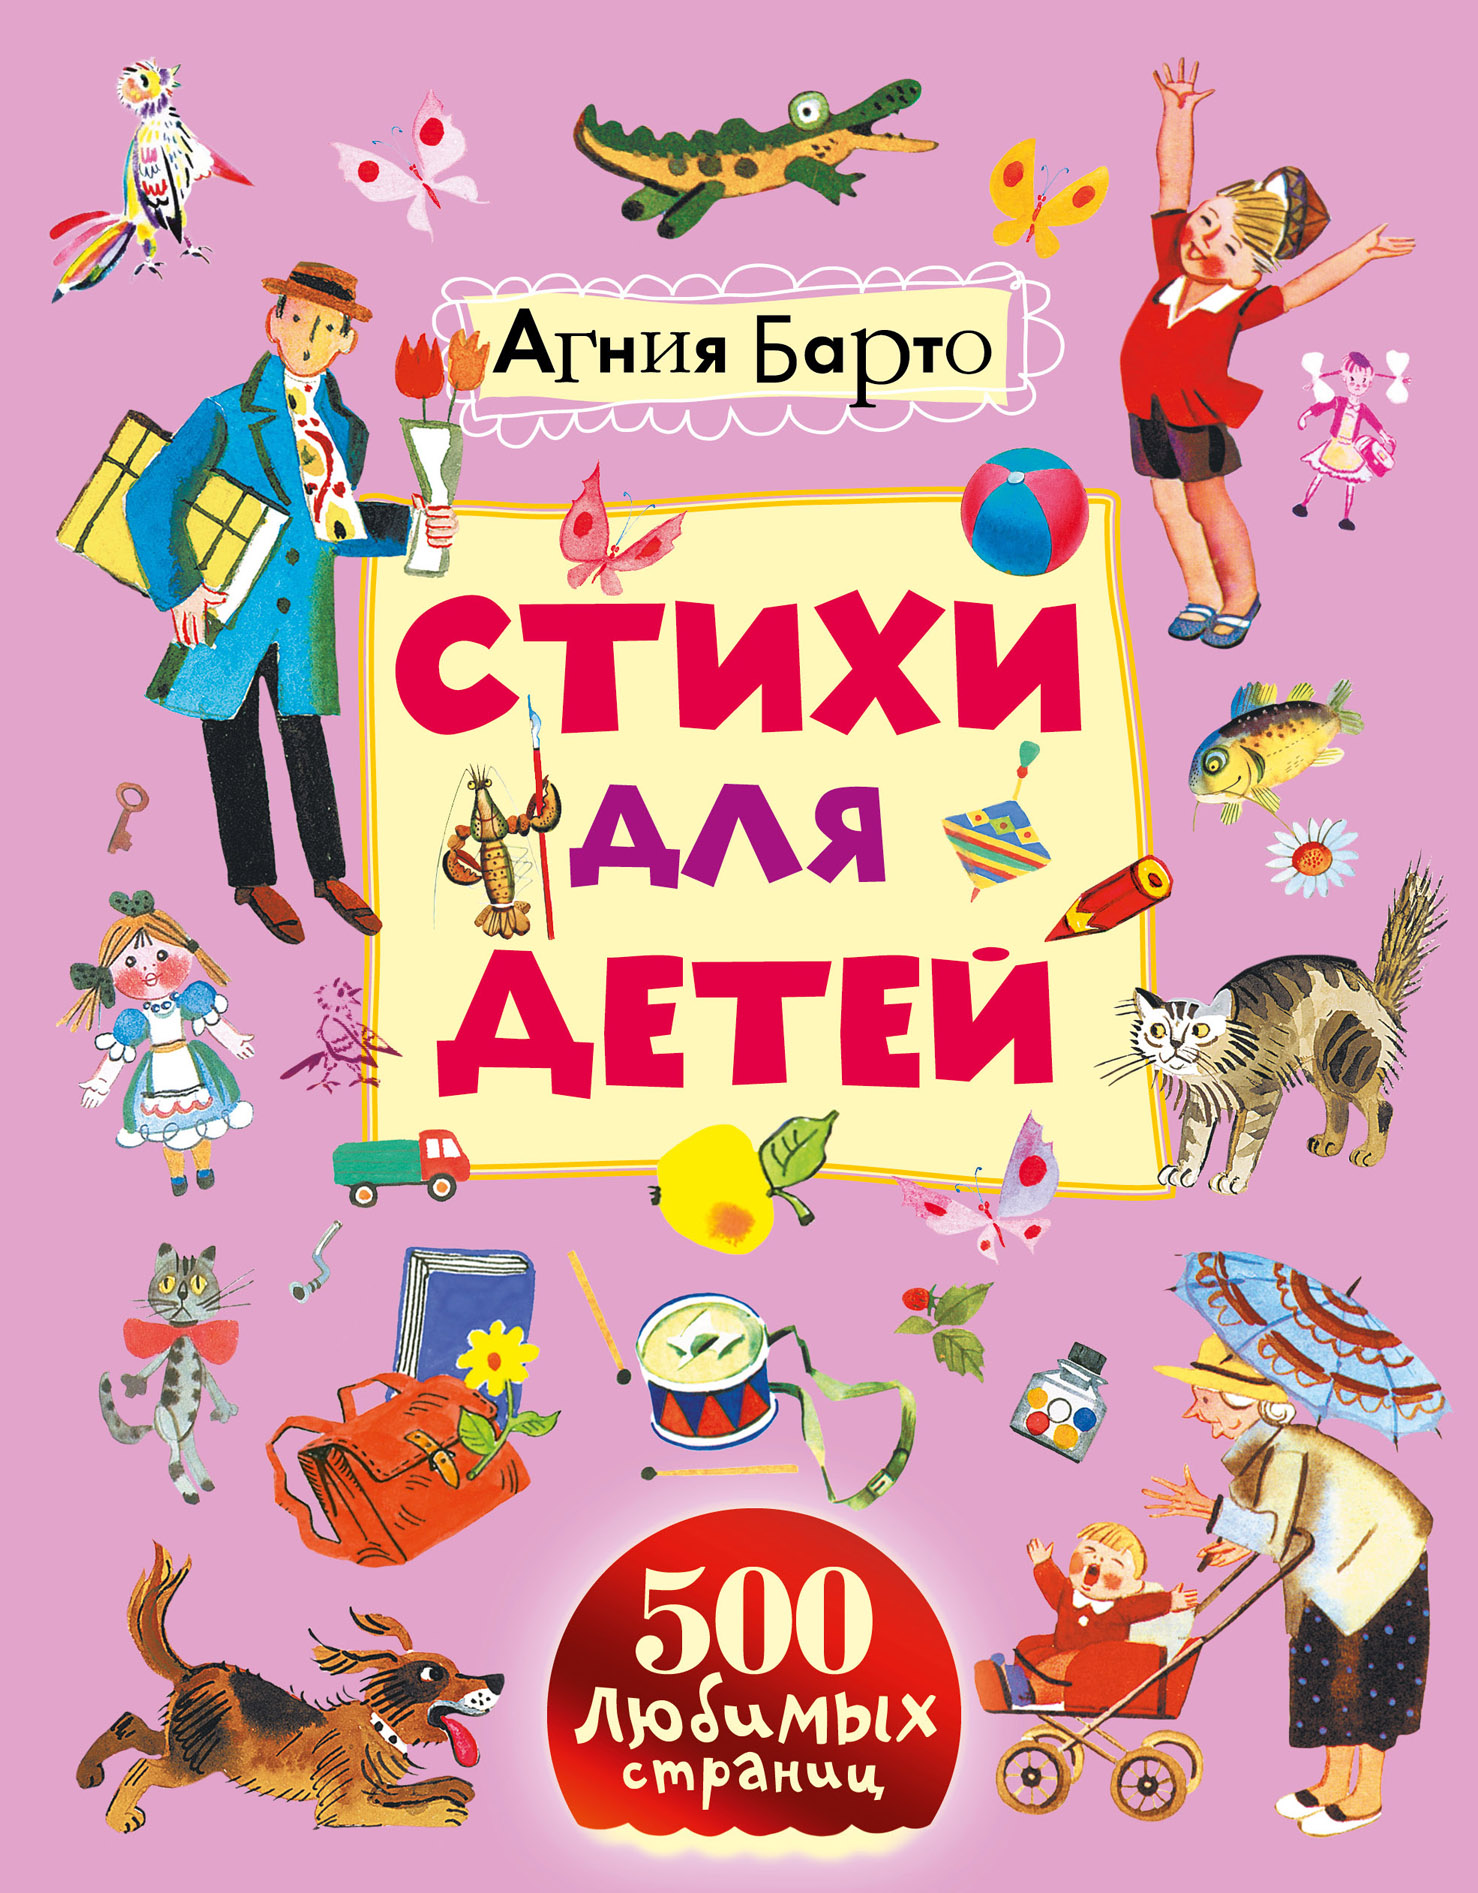 Агния Барто
СТИХИ
ДЛЯ
ДЕТЕЙ
500
любимых
страниц